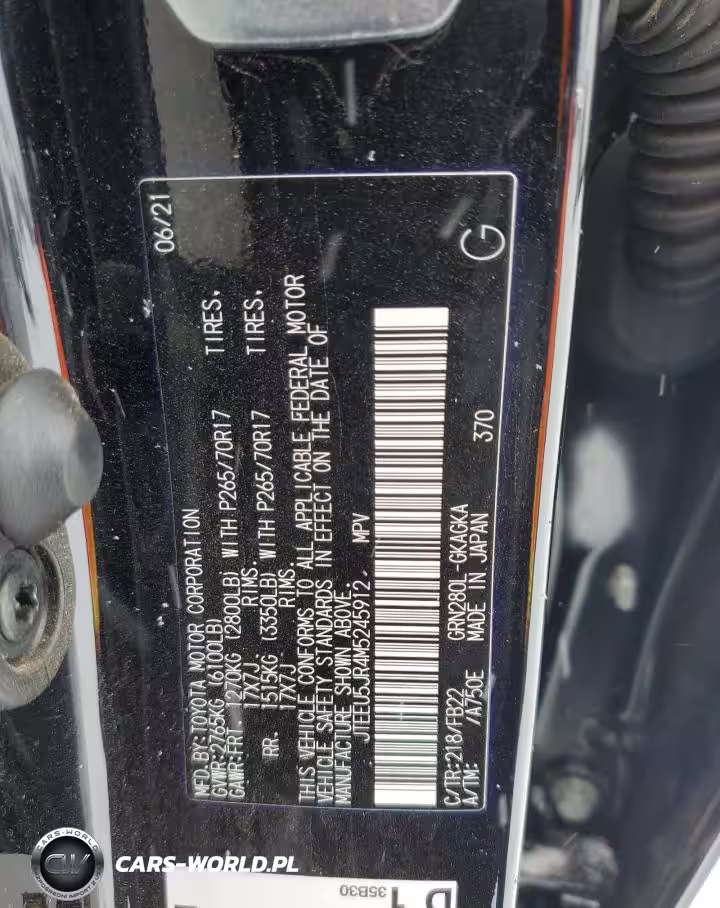 MFD.BY:TOYOTA MOTOR CORPORATION 06/21
GVWR:2765KG (6100LB)
GAWR:FRT 1270KG (2800LB) WITH P265/70R17 TIRES,
17X7J RIMS.
RR. 1515KG (3350LB) WITH P265/70R17 TIRES,
17X7J RIMS.
THIS VEHICLE CONFORMS TO ALL APPLICABLE FEDERAL MOTOR
VEHICLE SAFETY STANDARDS IN EFFECT ON THE DATE OF
MANUFACTURE SHOWN ABOVE.
JTEEU5JR4M5245912 MPV
C/TR:218/FB22 GRN280L-GKAGKA
A/TM: /A750E MADE IN JAPAN 370
G
35B30
CARS-WORLD
CARS-WORLD.PL